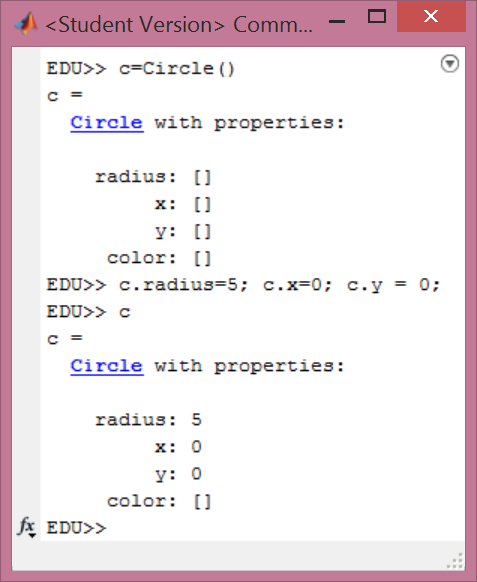 <Student Version> Comm...
EDU>> c=Circle()
c =
  Circle with properties:
    radius: []
         x: []
         y: []
     color: []
EDU>> c.radius=5; c.x=0; c.y = 0;
EDU>> c
c =
  Circle with properties:
    radius: 5
         x: 0
         y: 0
     color: []
fx EDU>>